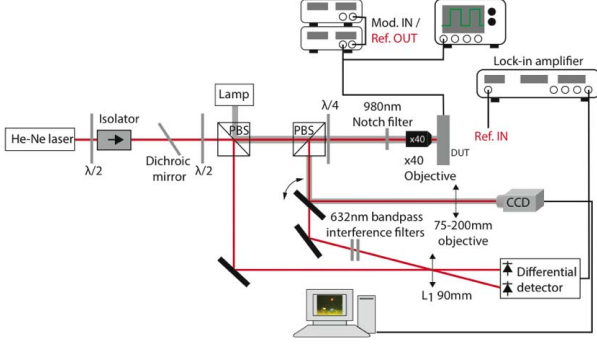 Mod. IN /
Ref. OUT
Lock-in amplifier
Lamp
Isolator
λ/4
980nm
Notch filter
PBS
PBS
He-Ne laser
x40
Ref. IN
DUT
λ/2
Dichroic
mirror
λ/2
x40
Objective
CCD
632nm bandpass
interference filters
75-200mm
objective
Differential
detector
L1 90mm